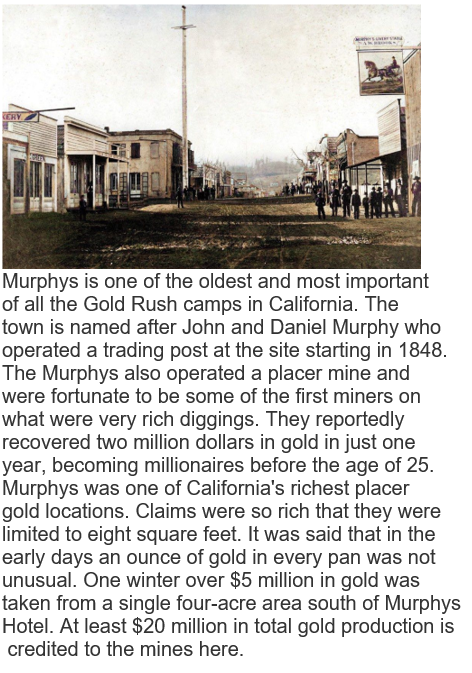 Murphys is one of the oldest and most important
of all the Gold Rush camps in California. The
town is named after John and Daniel Murphy who
operated a trading post at the site starting in 1848.
The Murphys also operated a placer mine and
were fortunate to be some of the first miners on
what were very rich diggings. They reportedly
recovered two million dollars in gold in just one
year, becoming millionaires before the age of 25.
Murphys was one of California's richest placer
gold locations. Claims were so rich that they were
limited to eight square feet. It was said that in the
early days an ounce of gold in every pan was not
unusual. One winter over $5 million in gold was
taken from a single four-acre area south of Murphys
Hotel. At least $20 million in total gold production is
credited to the mines here.